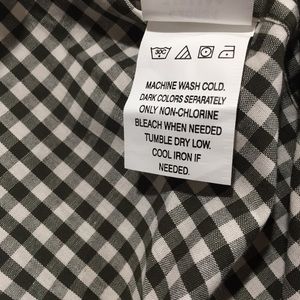 30C
MACHINE WASH COLD.
DARK COLORS SEPARATELY
ONLY NON-CHLORINE
BLEACH WHEN NEEDED
TUMBLE DRY LOW.
COOL IRON IF
NEEDED.